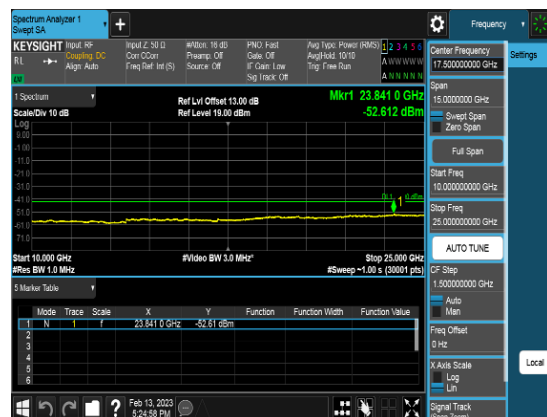 Spectrum Analyzer 1
Swept SA
+
Frequency
KEYSIGHT Input: RF Input Z: 50 Ω #Atten: 16 dB PNO: Fast Avg Type: Power (RMS) 1 2 3 4 5 6
RL Coupling: DC Corr CCorr Preamp: Off Gate: Off Avg|Hold: 10/10 A W W W W W
Align: Auto Freq Ref: Int (S) Source: Off IF Gain: Low Trig: Free Run
Sig Track: Off A N N N N N
1 Spectrum
Scale/Div 10 dB
Ref Lvl Offset 13.00 dB
Ref Level 19.00 dBm
Mkr1 23.841 0 GHz
-52.612 dBm
Log
9.00
-1.00
-11.0
-21.0
-31.0
-41.0
-51.0
-61.0
-71.0
1
Start 10.000 GHz
#Res BW 1.0 MHz
#Video BW 3.0 MHz*
Stop 25.000 GHz
#Sweep ~1.00 s (30001 pts)
5 Marker Table
Mode Trace Scale X Y Function Function Width Function Value
1 N 1 f 23.841 0 GHz -52.61 dBm
2
3
4
5
6
Feb 13, 2023
5:24:58 PM
Center Frequency
17.500000000 GHz
Span
15.0000000 GHz
Swept Span
Zero Span
Full Span
Start Freq
10.000000000 GHz
Stop Freq
25.000000000 GHz
AUTO TUNE
CF Step
1.500000000 GHz
Auto
Man
Freq Offset
0 Hz
X Axis Scale
Log
Lin
Signal Track
(Span Zoom)
Settings
Local